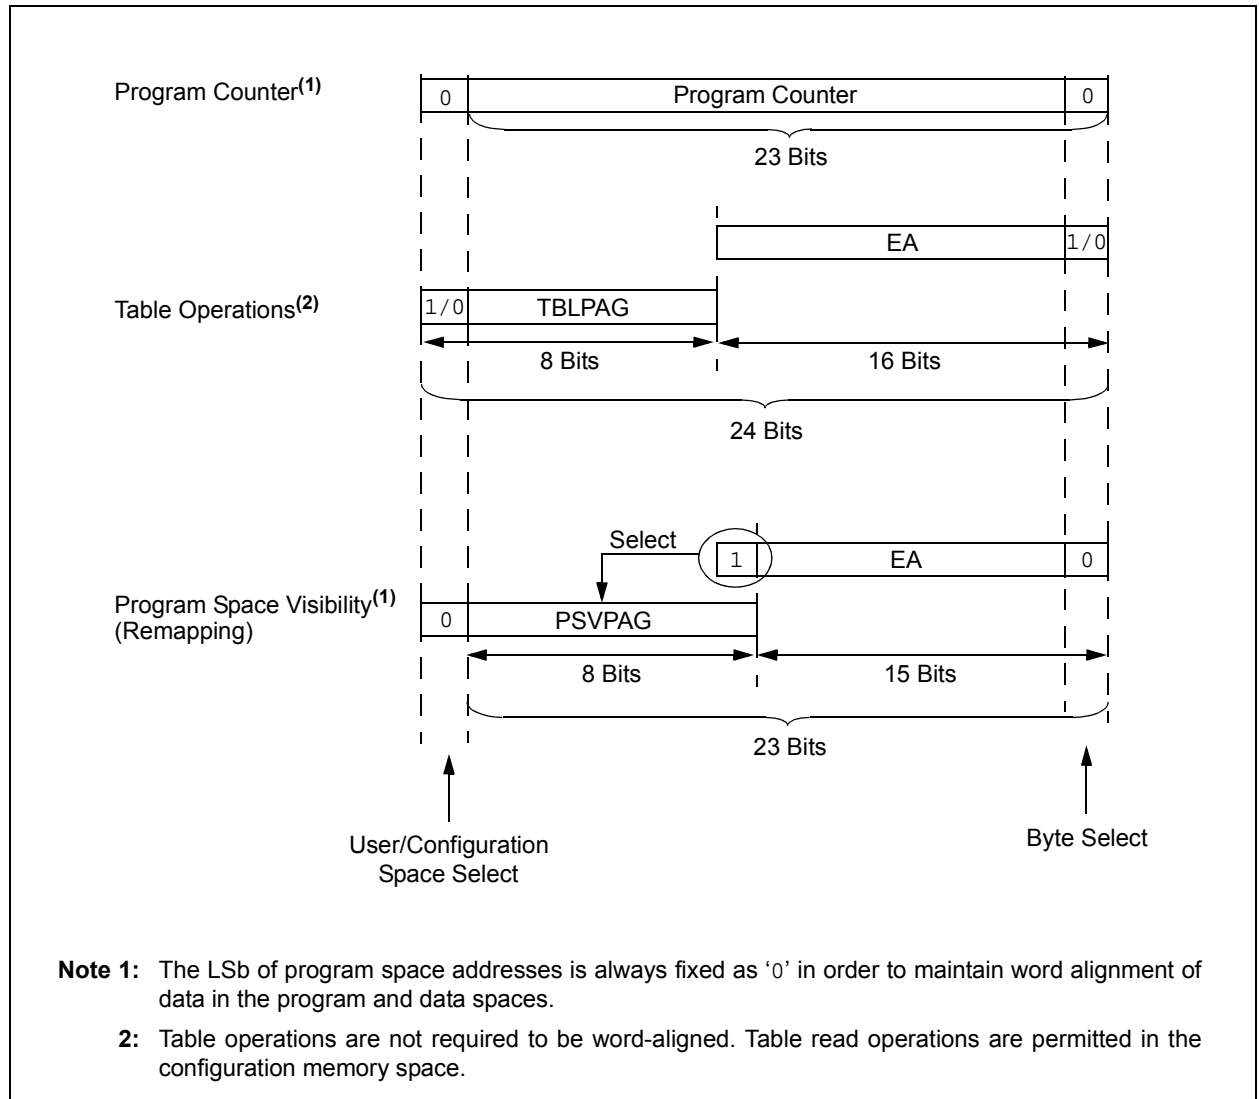 Program Counter(1)
0 Program Counter 0
23 Bits
EA 1/0
Table Operations(2)
1/0 TBLPAG
8 Bits 16 Bits
24 Bits
Select
1 EA 0
Program Space Visibility(1)
(Remapping)
0 PSVPAG
8 Bits 15 Bits
23 Bits
User/Configuration
Space Select
Byte Select
Note 1: The LSb of program space addresses is always fixed as ‘0’ in order to maintain word alignment of
data in the program and data spaces.
2: Table operations are not required to be word-aligned. Table read operations are permitted in the
configuration memory space.